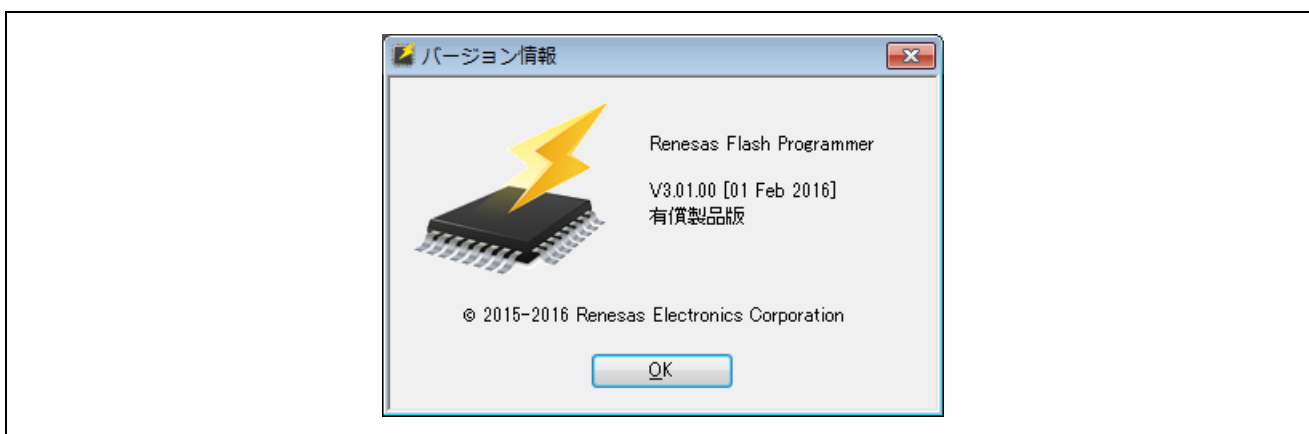 バージョン情報
Renesas Flash Programmer
V3.01.00 [01 Feb 2016]
有償製品版
© 2015-2016 Renesas Electronics Corporation
OK